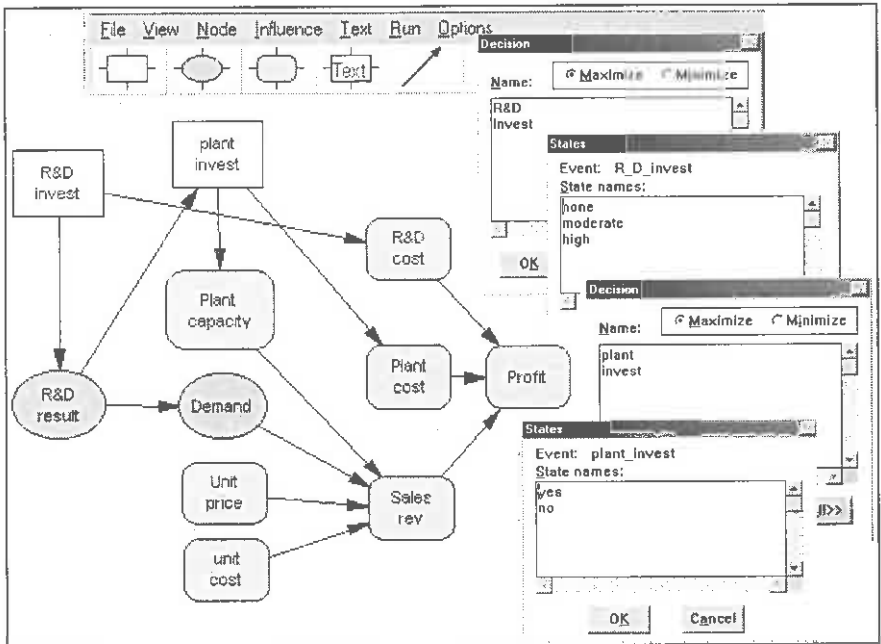 File View Node Influence Text Run Options
Text
Decision
Name:
Maximize Minimize
R&D
Invest
OK
States
Event: R_D_invest
State names:
none
moderate
high
Decision
Name:
Maximize Minimize
plant
invest
States
Event: plant_invest
State names:
yes
no
OK Cancel
R&D
invest
plant
invest
R&D
cost
Plant
capacity
Plant
cost
Profit
R&D
result
Demand
Unit
price
Sales
rev
unit
cost